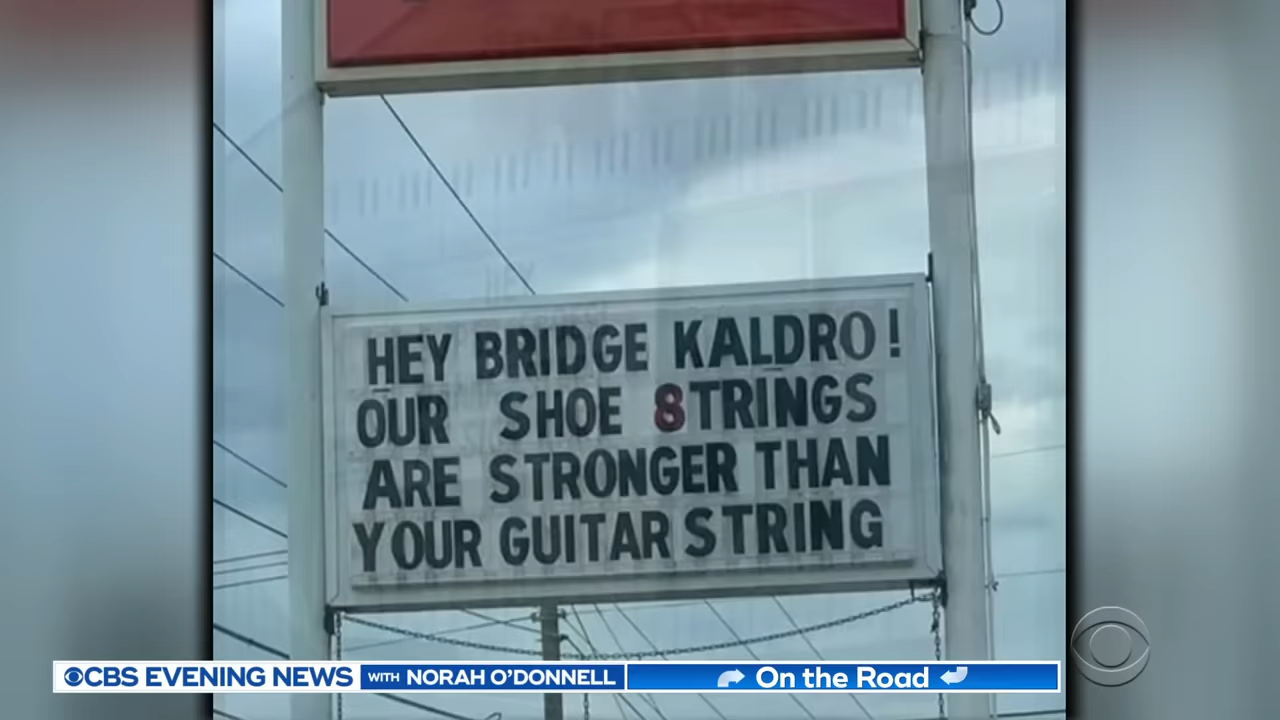 HEY BRIDGE KALDRO!
OUR SHOE 8TRINGS
ARE STRONGER THAN
YOUR GUITAR STRING
CBS EVENING NEWS WITH NORAH O'DONNELL On the Road